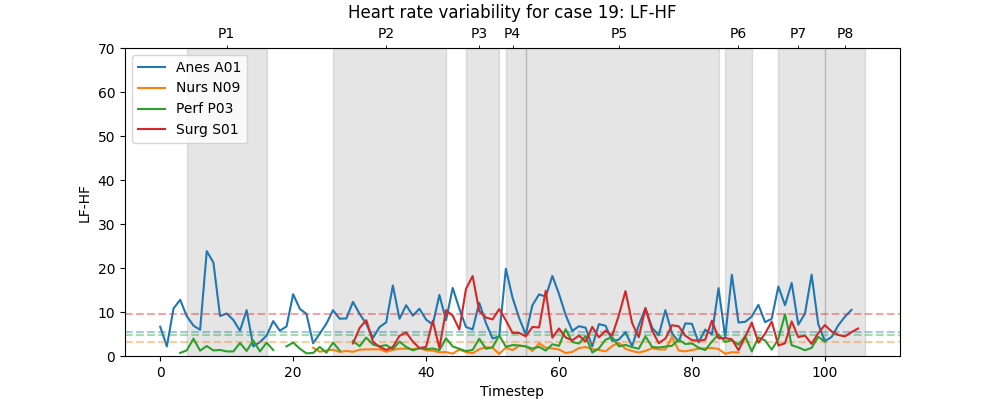 Heart rate variability for case 19: LF-HF
P1 P2 P3 P4 P5 P6 P7 P8
70
60
50
40
30
20
10
0
LF-HF
Anes A01
Nurs N09
Perf P03
Surg S01
0 20 40 60 80 100
Timestep